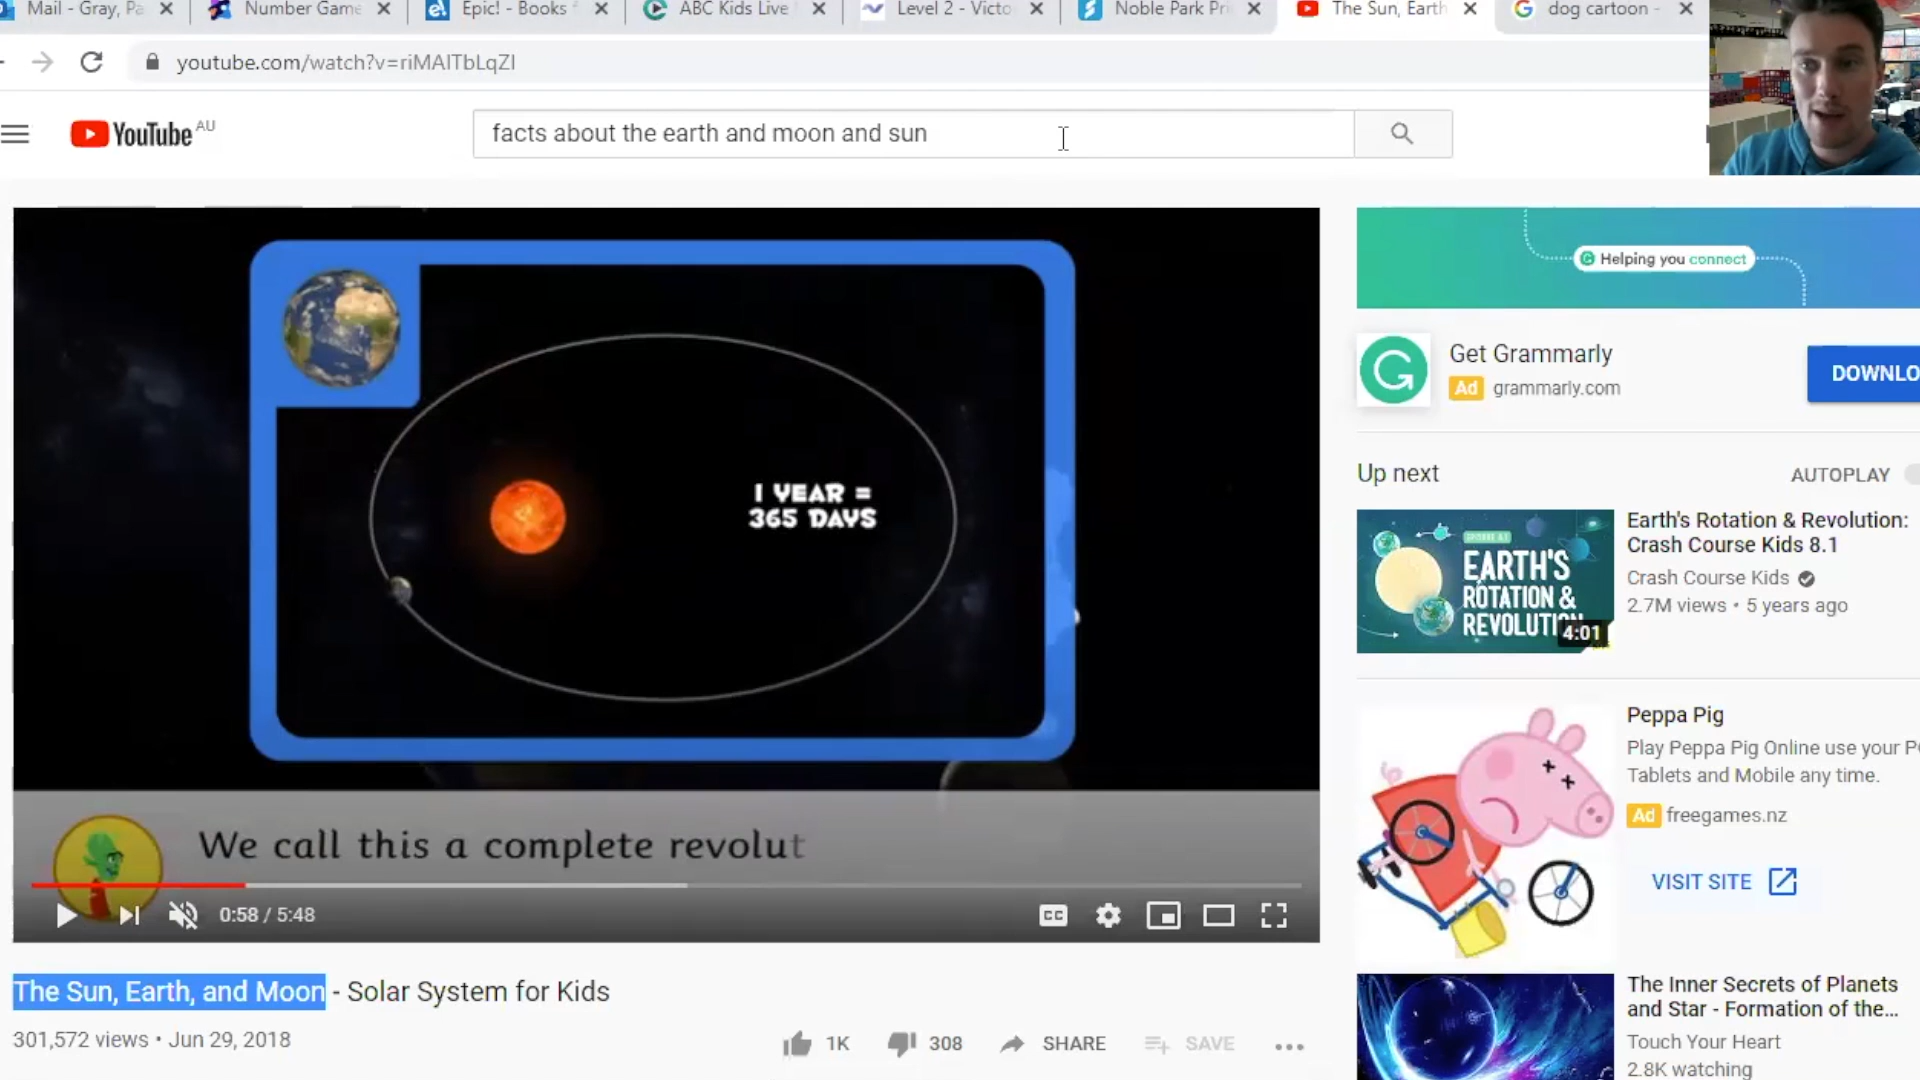 Mail - Gray, Pa
Number Game
Epic! - Books
ABC Kids Live
Level 2 - Victo
Noble Park Pri
The Sun, Earth
dog cartoon -
youtube.com/watch?v=riMAITbLqZI
YouTube AU
facts about the earth and moon and sun
1 YEAR =
365 DAYS
We call this a complete revolut
0:58 / 5:48
CC
The Sun, Earth, and Moon - Solar System for Kids
301,572 views • Jun 29, 2018
1K
308
SHARE
SAVE
Helping you connect
Get Grammarly
Ad grammarly.com
DOWNLO
Up next
AUTOPLAY
EPISODE 8.1
EARTH'S
ROTATION &
REVOLUTION
4:01
Earth's Rotation & Revolution:
Crash Course Kids 8.1
Crash Course Kids
2.7M views • 5 years ago
Peppa Pig
Play Peppa Pig Online use your P
Tablets and Mobile any time.
Ad freegames.nz
VISIT SITE
The Inner Secrets of Planets
and Star - Formation of the...
Touch Your Heart
2.8K watching